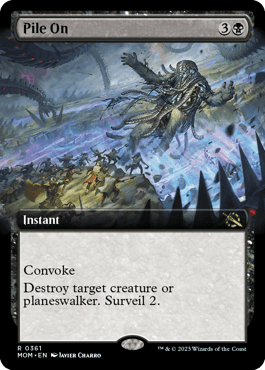 Pile On 3
Instant
Convoke
Destroy target creature or
planeswalker. Surveil 2.
R 0361
MOM • EN JAVIER CHARRO
™ & © 2023 Wizards of the Coast